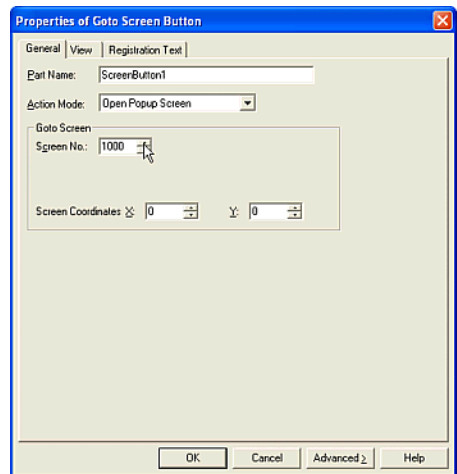 Properties of Goto Screen Button
General View Registration Text
Part Name: ScreenButton1
Action Mode: Open Popup Screen
Goto Screen
Screen No.: 1000
Screen Coordinates X: 0 Y: 0
OK Cancel Advanced > Help